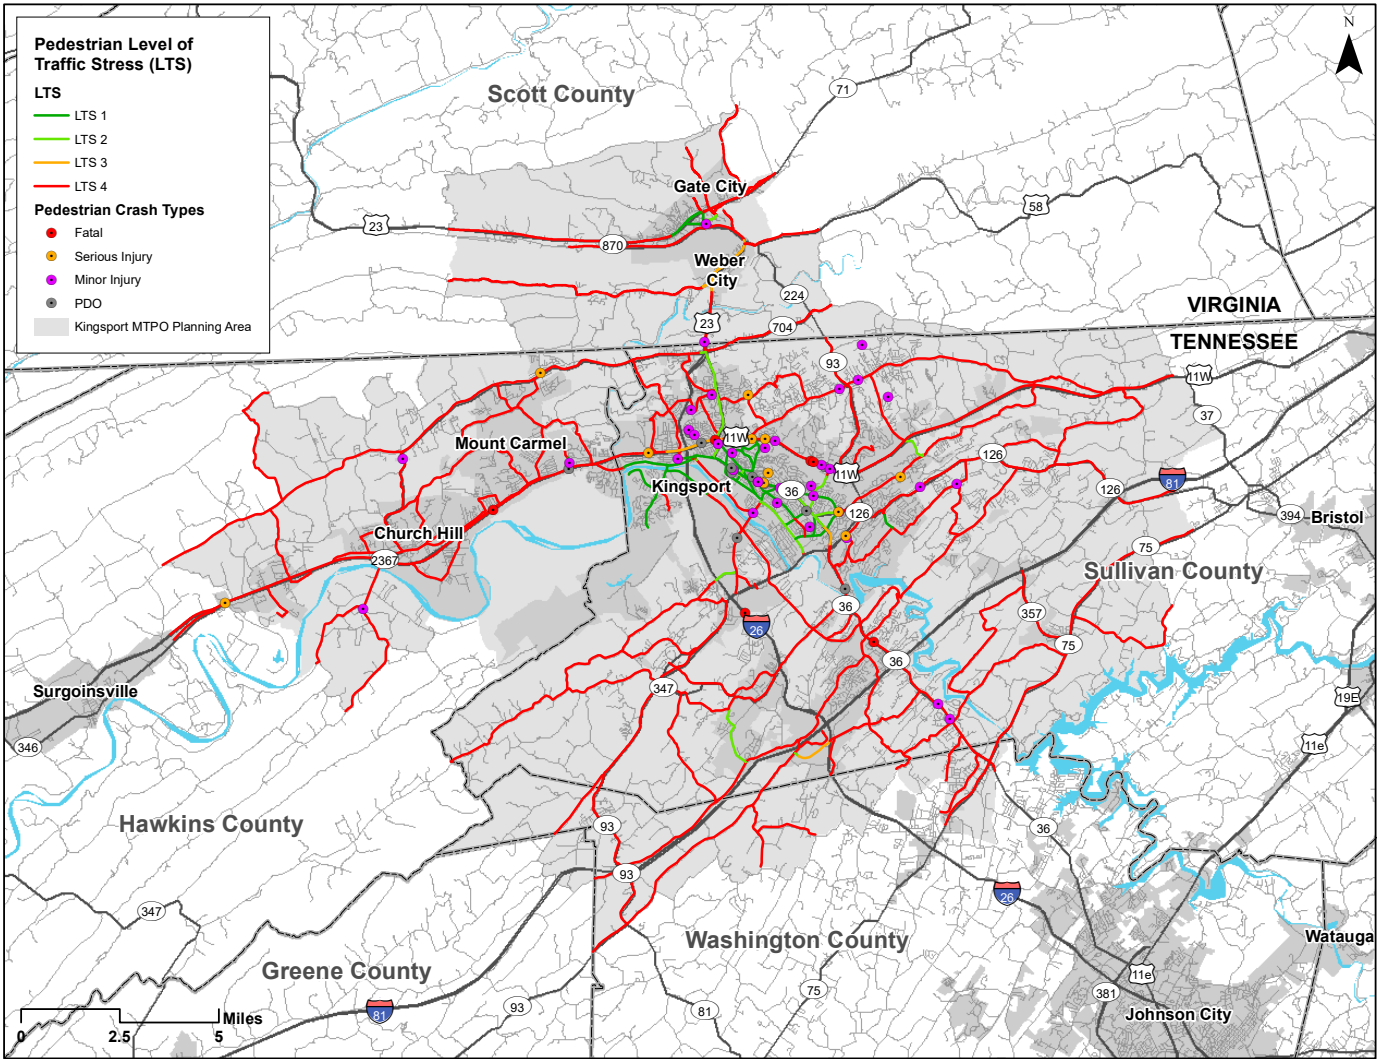 Pedestrian Level of
Traffic Stress (LTS)
LTS
LTS 1
LTS 2
LTS 3
LTS 4
Pedestrian Crash Types
Fatal
Serious Injury
Minor Injury
PDO
Kingsport MTPO Planning Area
N
Scott County
71
Gate City
58
23
870
Weber
City
224
VIRGINIA
23
704
TENNESSEE
93
11W
37
Mount Carmel
11W
126
11W
Kingsport
36
81
126
126
394
Bristol
Church Hill
75
2367
Sullivan County
36
357
26
75
36
347
Surgoinsville
19E
346
11e
Hawkins County
93
36
93
26
347
Washington County
Watauga
Greene County
11e
75
381
93
81
81
Johnson City
Miles
0
2.5
5